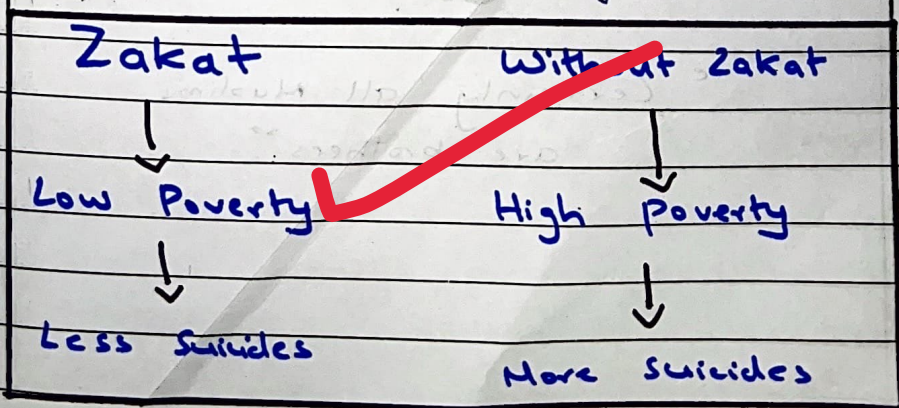 Zakat
Low Poverty
Less Suicides
Without Zakat
High Poverty
More Suicides